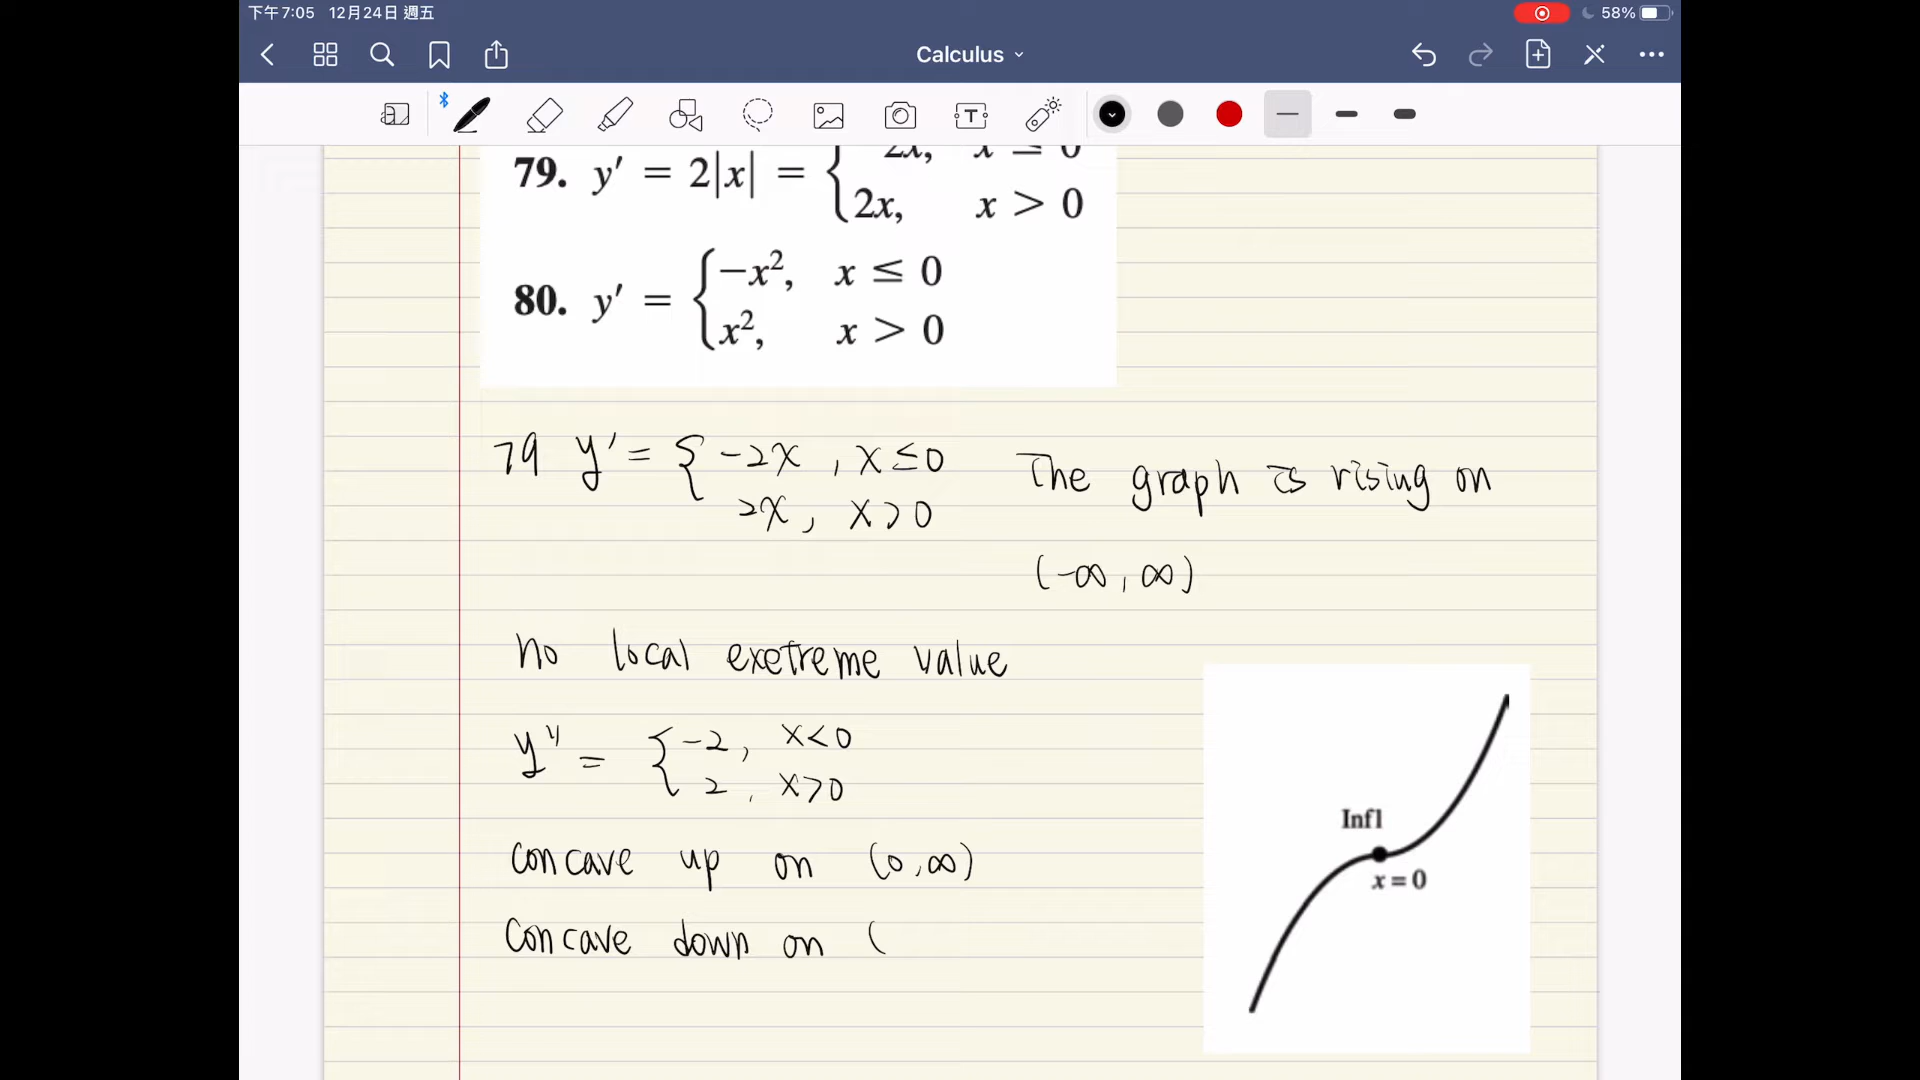 下午7:05 12月24日 週五
58%
Calculus
T
2x, x ≤ 0
79. y′ = 2|x| = {
2x, x > 0
−x², x ≤ 0
80. y′ = {
x², x > 0
79 y' = { -2x , x ≤ 0 The graph is rising on
2x, x > 0
(-∞, ∞)
no local exetreme value
y" = { -2, x < 0
2, x > 0
Infl
concave up on (0, ∞)
x = 0
Concave down on (